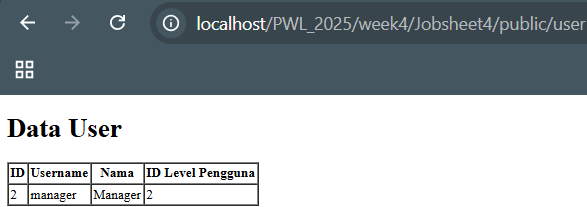 localhost/PWL_2025/week4/Jobsheet4/public/user
Data User
ID Username Nama ID Level Pengguna
2 manager Manager 2